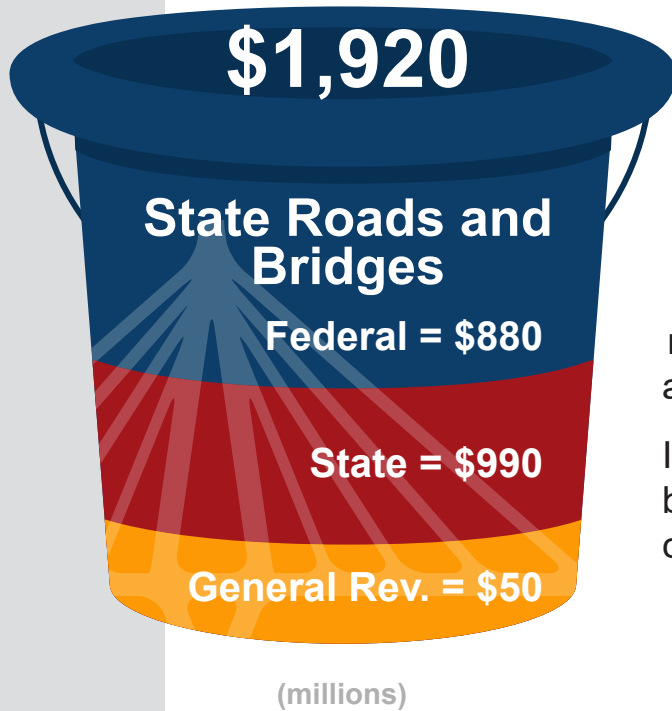 $1,920
State Roads and
Bridges
Federal = $880
State = $990
General Rev. = $50
(millions)